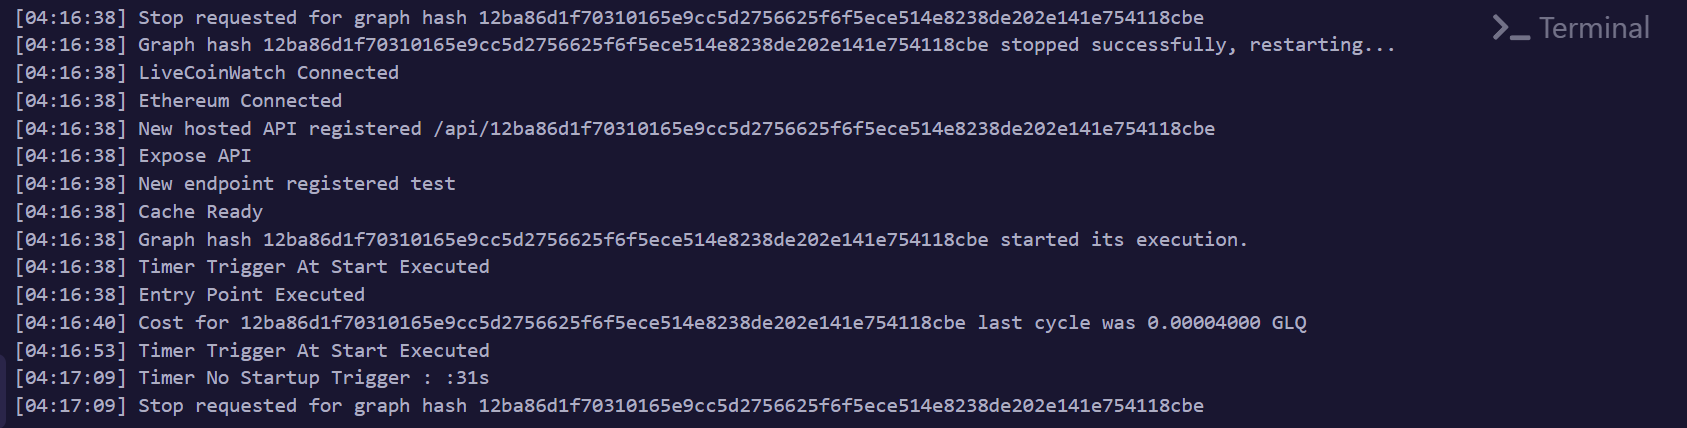 [04:16:38] Stop requested for graph hash 12ba86d1f70310165e9cc5d2756625f6f5ece514e8238de202e141e754118cbe
>_ Terminal
[04:16:38] Graph hash 12ba86d1f70310165e9cc5d2756625f6f5ece514e8238de202e141e754118cbe stopped successfully, restarting...
[04:16:38] LiveCoinWatch Connected
[04:16:38] Ethereum Connected
[04:16:38] New hosted API registered /api/12ba86d1f70310165e9cc5d2756625f6f5ece514e8238de202e141e754118cbe
[04:16:38] Expose API
[04:16:38] New endpoint registered test
[04:16:38] Cache Ready
[04:16:38] Graph hash 12ba86d1f70310165e9cc5d2756625f6f5ece514e8238de202e141e754118cbe started its execution.
[04:16:38] Timer Trigger At Start Executed
[04:16:38] Entry Point Executed
[04:16:40] Cost for 12ba86d1f70310165e9cc5d2756625f6f5ece514e8238de202e141e754118cbe last cycle was 0.00004000 GLQ
[04:16:53] Timer Trigger At Start Executed
[04:17:09] Timer No Startup Trigger : :31s
[04:17:09] Stop requested for graph hash 12ba86d1f70310165e9cc5d2756625f6f5ece514e8238de202e141e754118cbe